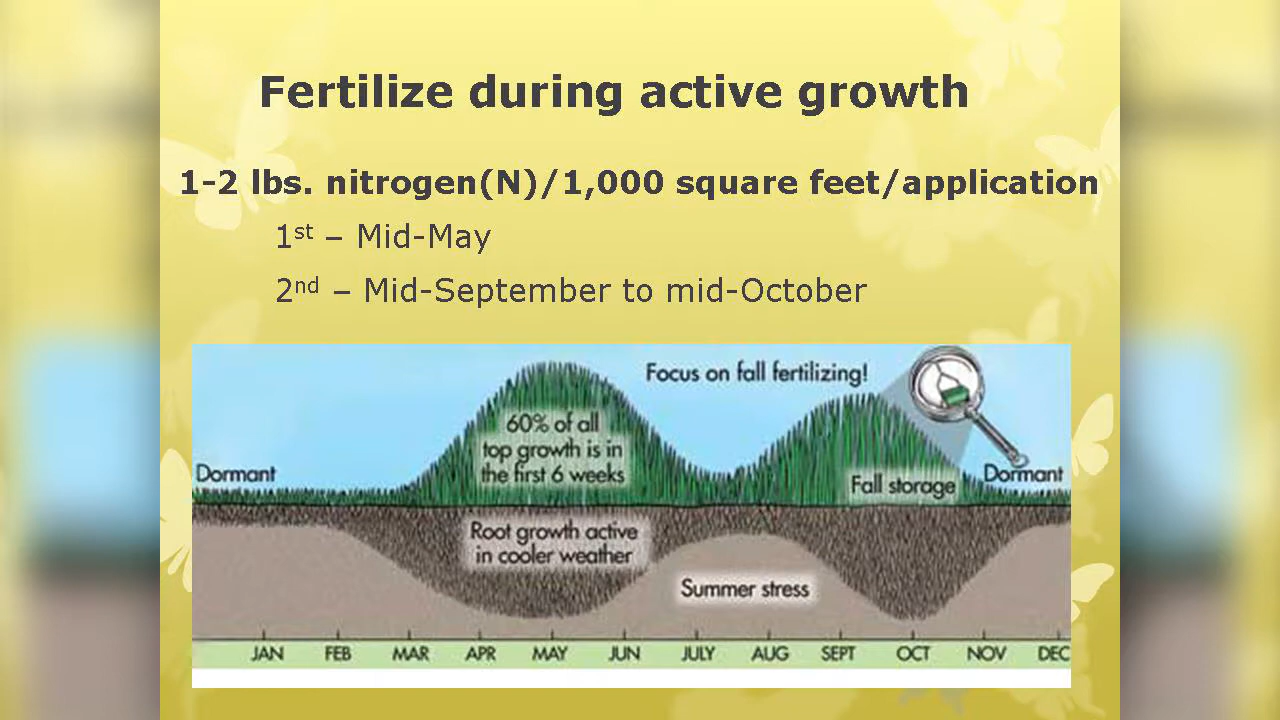 Fertilize during active growth
1-2 lbs. nitrogen(N)/1,000 square feet/application
1st – Mid-May
2nd – Mid-September to mid-October
Focus on fall fertilizing!
60% of all
top growth is in
the first 6 weeks
Dormant
Fall storage
Dormant
Root growth active
in cooler weather
Summer stress
JAN FEB MAR APR MAY JUN JULY AUG SEPT OCT NOV DEC